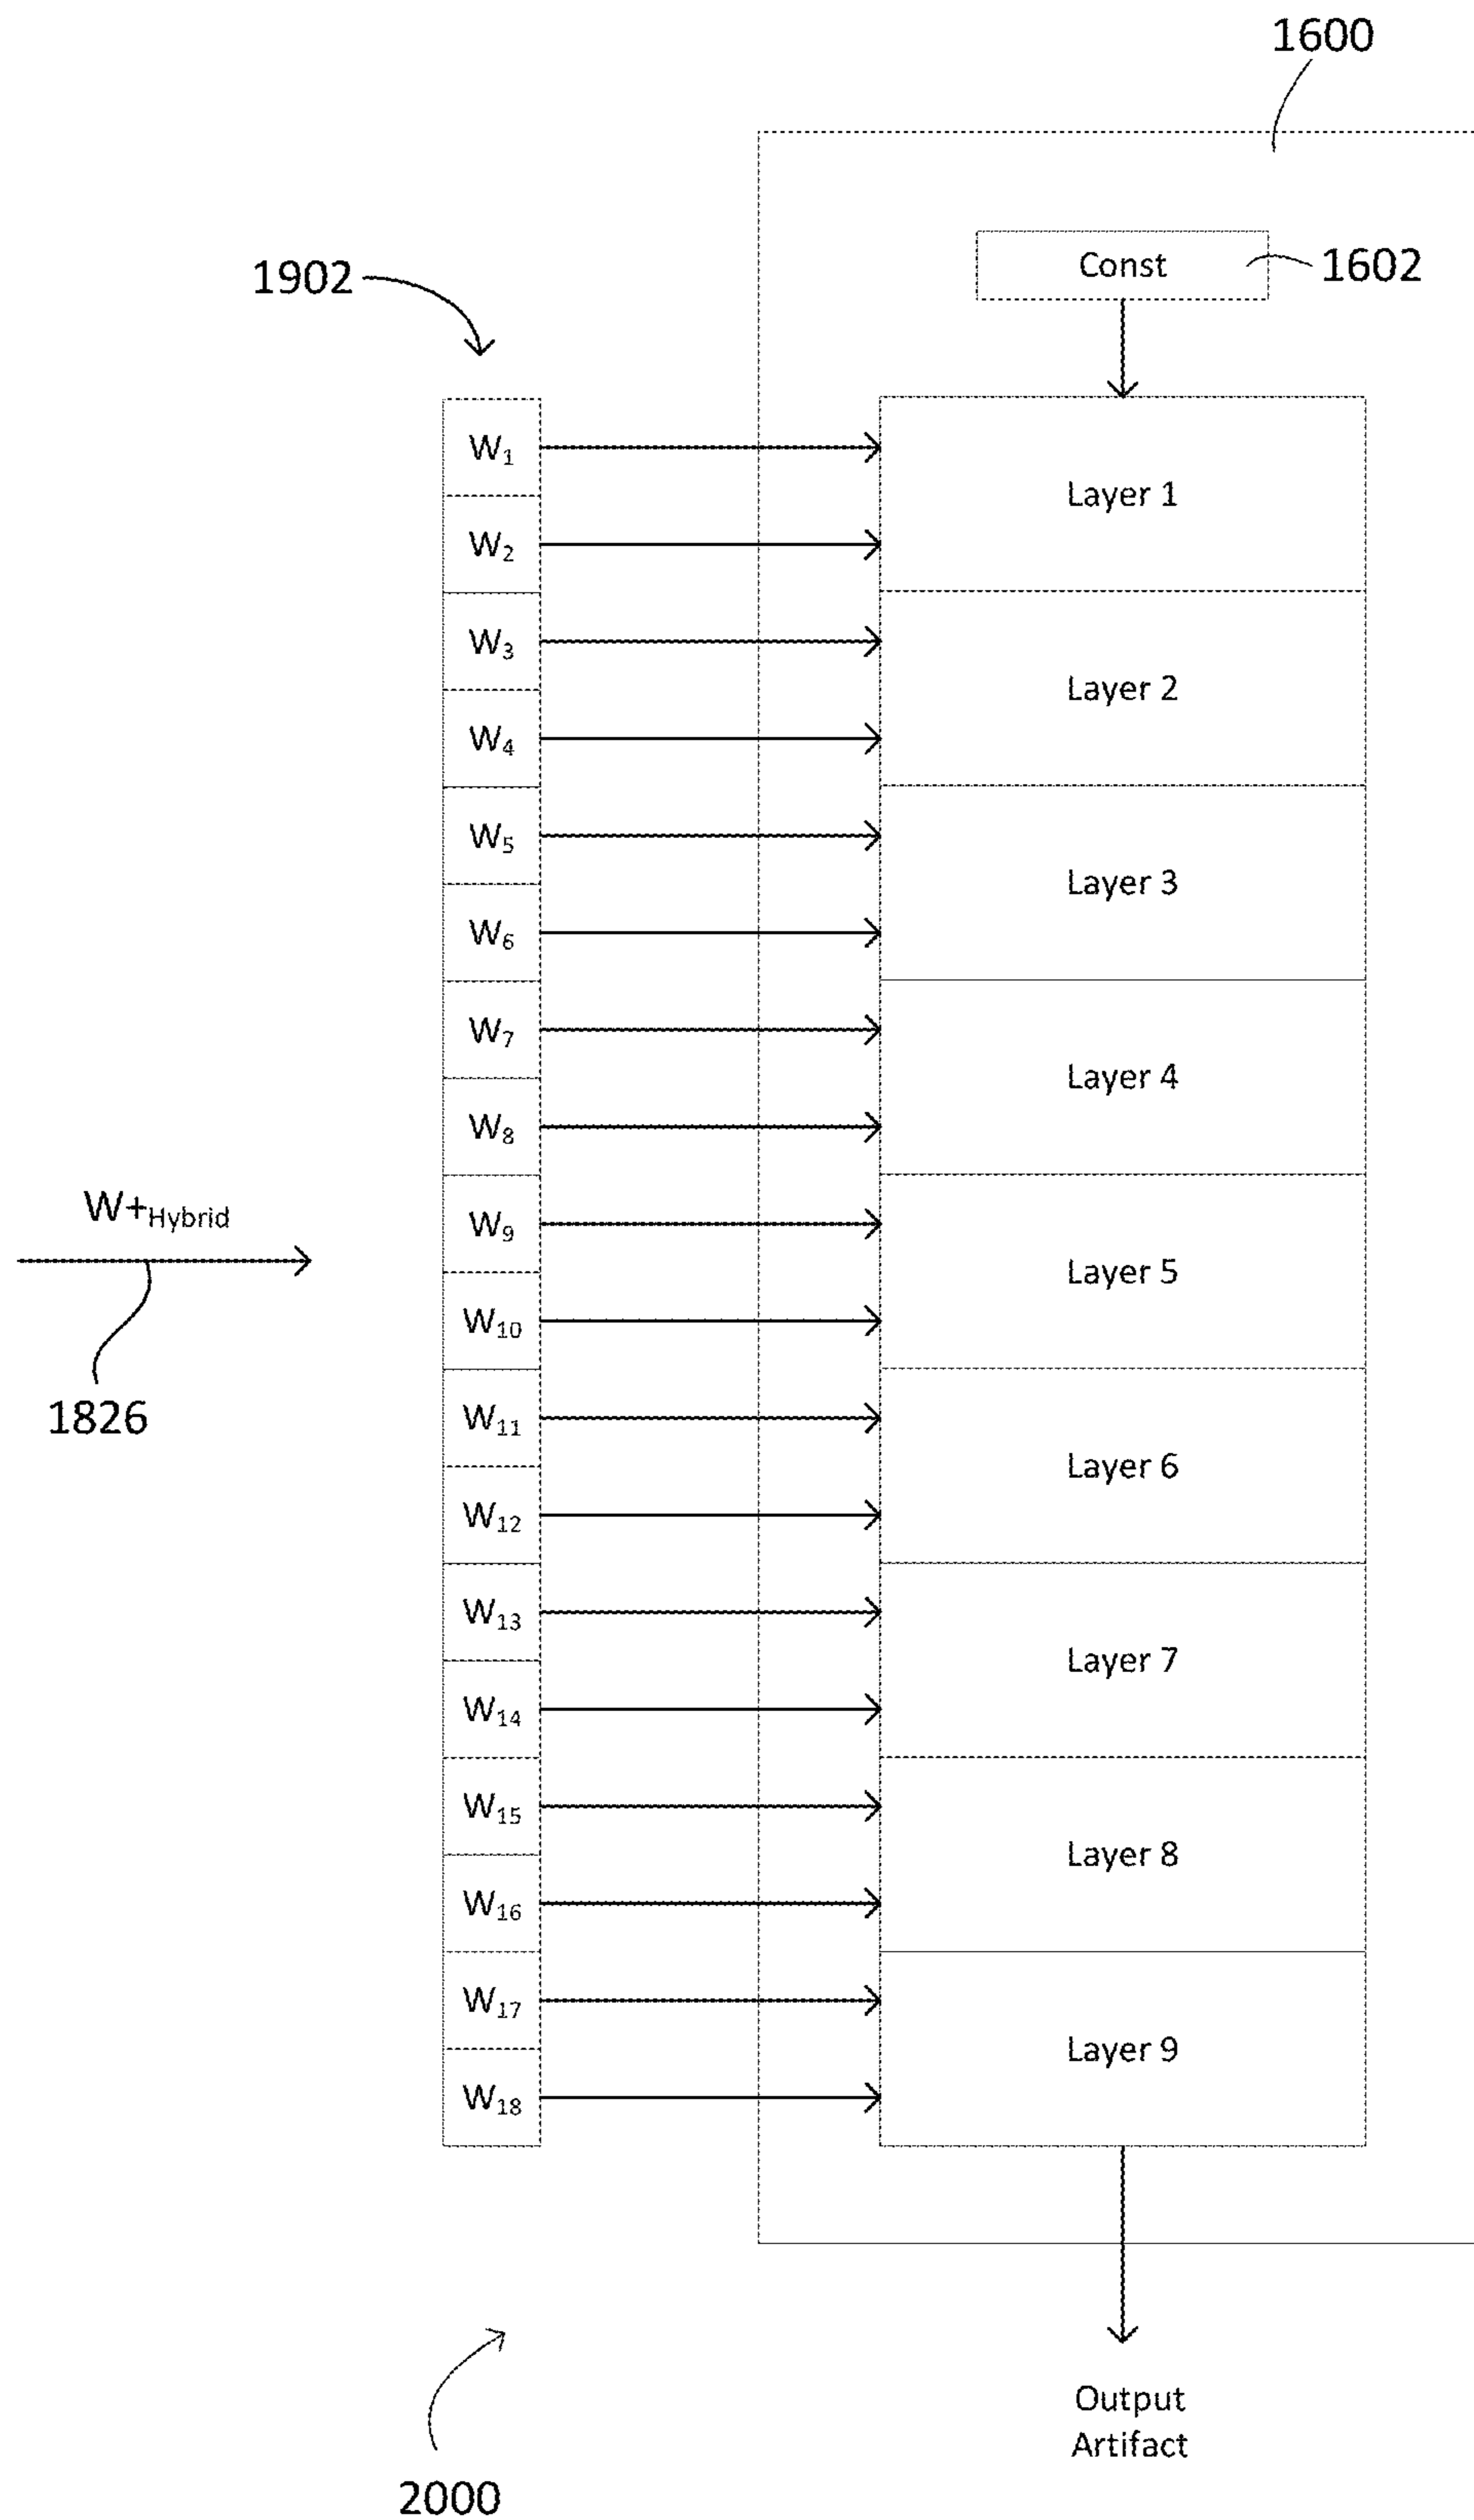 1600
Const
1602
1902
W1
Layer 1
W2
W3
Layer 2
W4
W5
Layer 3
W6
W7
Layer 4
W8
W+Hybrid
W9
Layer 5
W10
1826
W11
Layer 6
W12
W13
Layer 7
W14
W15
Layer 8
W16
W17
Layer 9
W18
Output
Artifact
2000